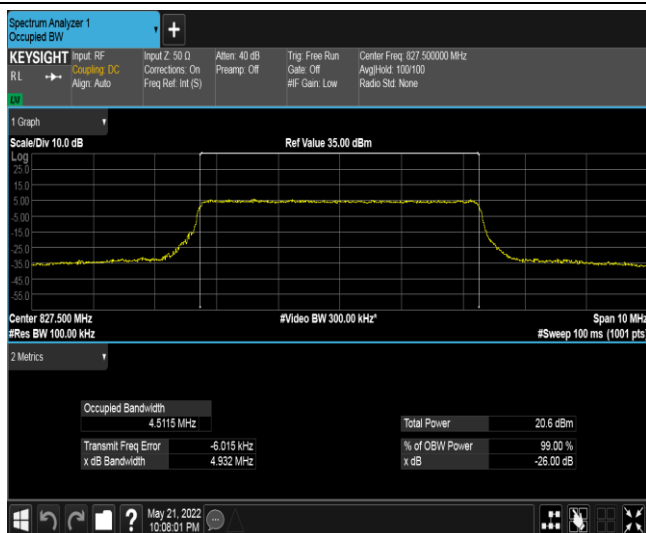 Spectrum Analyzer 1
Occupied BW
+
KEYSIGHT Input: RF Input Z: 50 Ω Atten: 40 dB Trig: Free Run Center Freq: 827.500000 MHz
RL Coupling: DC Corrections: On Preamp: Off Gate: Off Avg|Hold: 100/100
Align: Auto Freq Ref: Int (S) #IF Gain: Low Radio Std: None
1 Graph
Scale/Div 10.0 dB Ref Value 35.00 dBm
Log
25.0
15.0
5.00
-5.00
-15.0
-25.0
-35.0
-45.0
-55.0
Center 827.500 MHz #Video BW 300.00 kHz* Span 10 MHz
#Res BW 100.00 kHz #Sweep 100 ms (1001 pts)
2 Metrics
Occupied Bandwidth
4.5115 MHz Total Power 20.6 dBm
Transmit Freq Error -6.015 kHz % of OBW Power 99.00 %
x dB Bandwidth 4.932 MHz x dB -26.00 dB
? May 21, 2022
10:08:01 PM